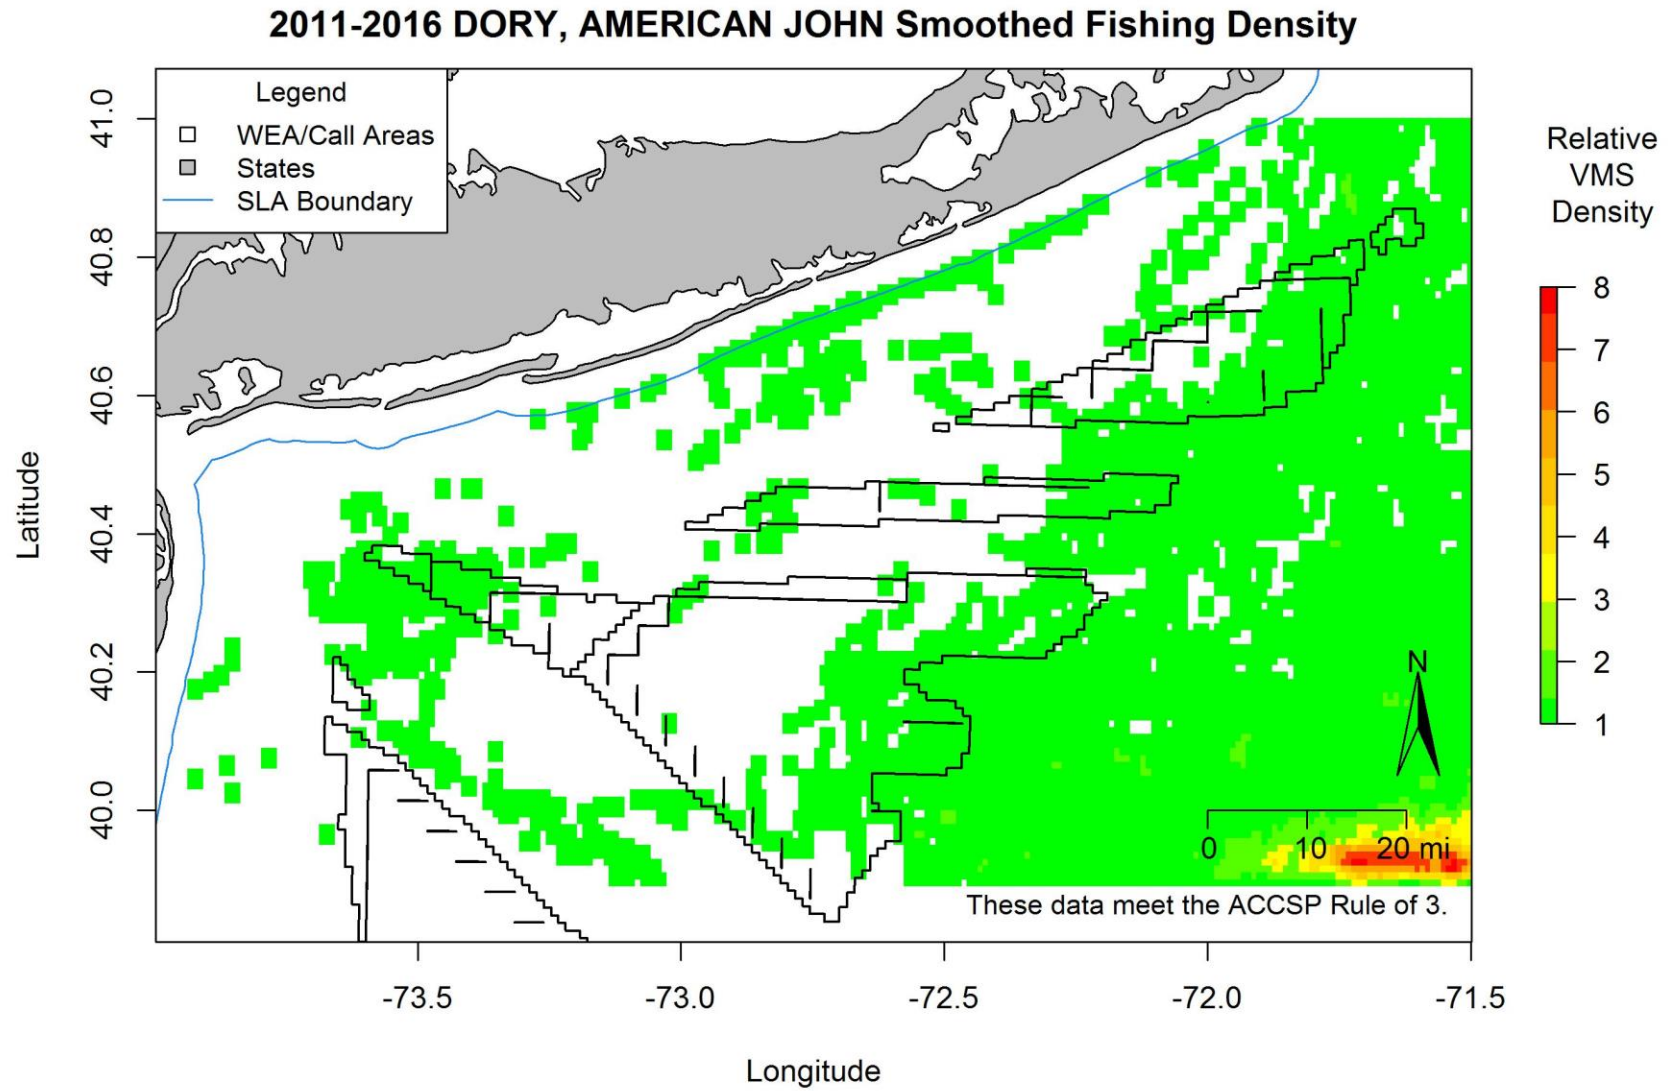 2011-2016 DORY, AMERICAN JOHN Smoothed Fishing Density
Legend
WEA/Call Areas
States
SLA Boundary
Relative
VMS
Density
8
7
6
5
4
3
2
1
Latitude
41.0
40.8
40.6
40.4
40.2
40.0
N
0 10 20 mi
These data meet the ACCSP Rule of 3.
-73.5 -73.0 -72.5 -72.0 -71.5
Longitude